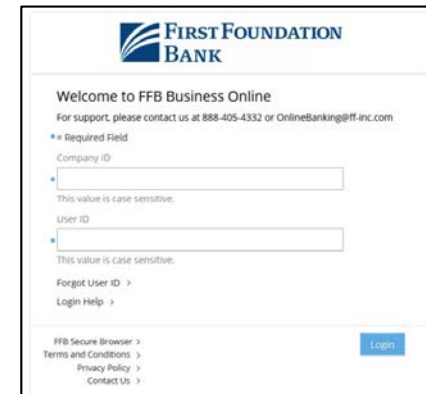 FIRST FOUNDATION
BANK
Welcome to FFB Business Online
For support, please contact us at 888-405-4332 or OnlineBanking@ff-inc.com
* = Required Field
Company ID
*
This value is case sensitive.
User ID
*
This value is case sensitive.
Forgot User ID >
Login Help >
FFB Secure Browser >
Login
Terms and Conditions >
Privacy Policy >
Contact Us >